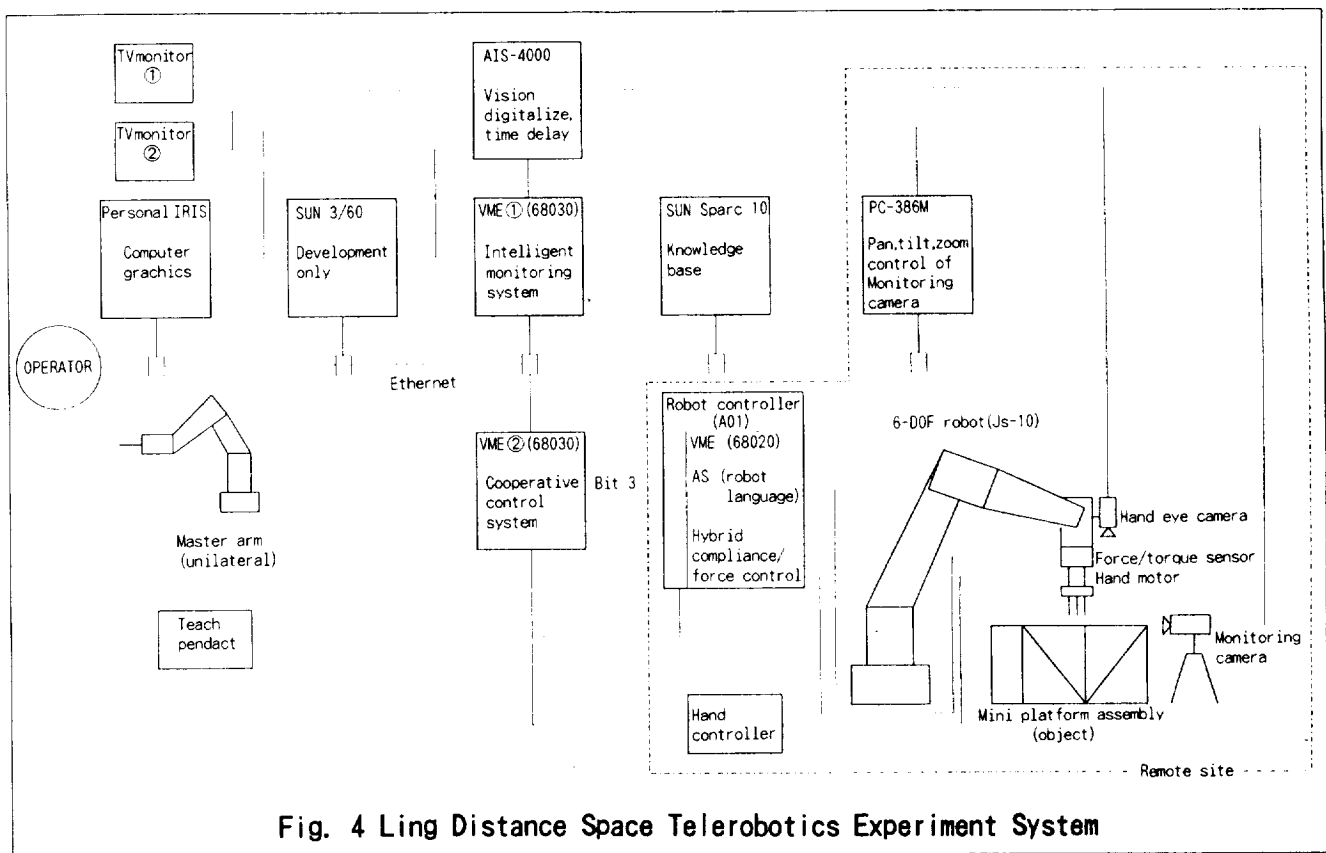 TVmonitor
①
TVmonitor
②
AIS-4000
Vision
digitalize,
time delay
Personal IRIS
Computer
grachics
SUN 3/60
Development
only
VME①(68030)
Intelligent
monitoring
system
SUN Sparc 10
Knowledge
base
PC-386M
Pan,tilt,zoom
control of
Monitoring
camera
OPERATOR
Ethernet
Master arm
(unilateral)
Teach
pendact
VME②(68030)
Cooperative
control
system
Bit 3
Robot controller
(A01)
VME (68020)
AS (robot
language)
Hybrid
compliance/
force control
Hand
controller
6-DOF robot(Js-10)
Hand eye camera
Force/torque sensor
Hand motor
Monitoring
camera
Mini platform assembly
(object)
Remote site
Fig. 4 Ling Distance Space Telerobotics Experiment System